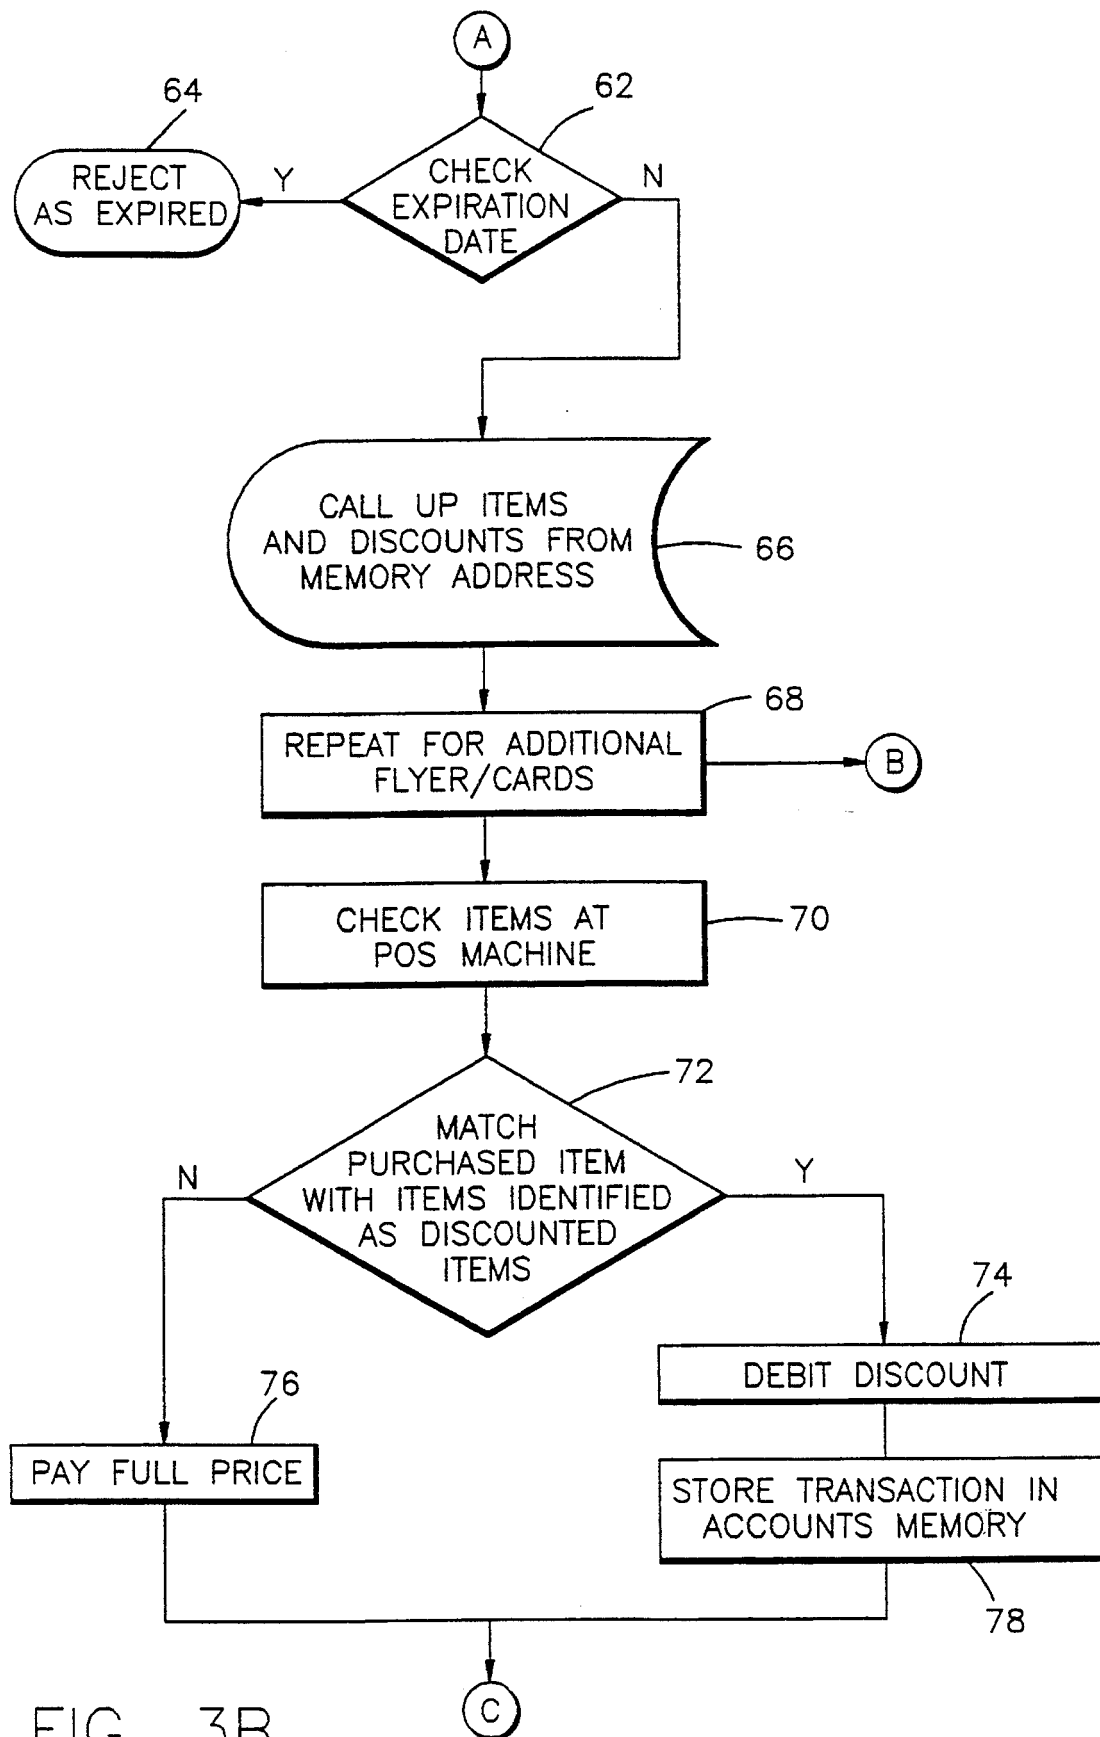 A
64
62
REJECT
AS EXPIRED
Y
CHECK
EXPIRATION
DATE
N
CALL UP ITEMS
AND DISCOUNTS FROM
MEMORY ADDRESS
66
68
REPEAT FOR ADDITIONAL
FLYER/CARDS
B
CHECK ITEMS AT
POS MACHINE
70
72
MATCH
PURCHASED ITEM
WITH ITEMS IDENTIFIED
AS DISCOUNTED
ITEMS
N
Y
74
DEBIT DISCOUNT
76
PAY FULL PRICE
STORE TRANSACTION IN
ACCOUNTS MEMORY
78
C
FIG. 3B